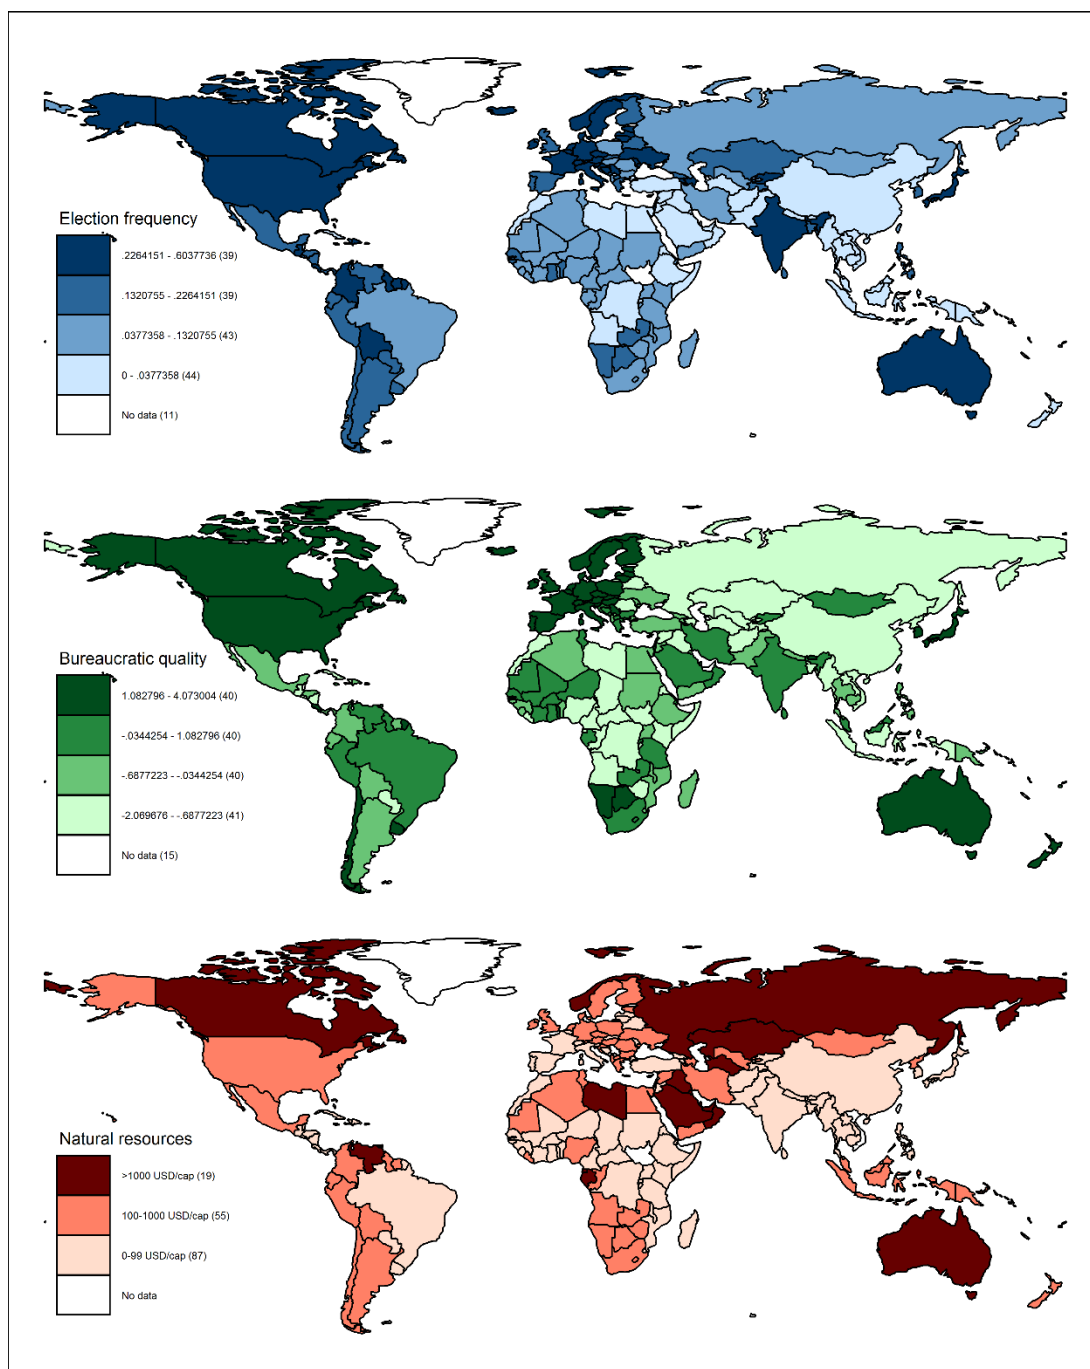 Election frequency
.2264151 - .6037736 (39)
.1320755 - .2264151 (39)
.0377358 - .1320755 (43)
0 - .0377358 (44)
No data (11)
Bureaucratic quality
1.082796 - 4.073004 (40)
-.0344254 - 1.082796 (40)
-.6877223 - -.0344254 (40)
-2.069676 - -.6877223 (41)
No data (15)
Natural resources
>1000 USD/cap (19)
100-1000 USD/cap (55)
0-99 USD/cap (87)
No data